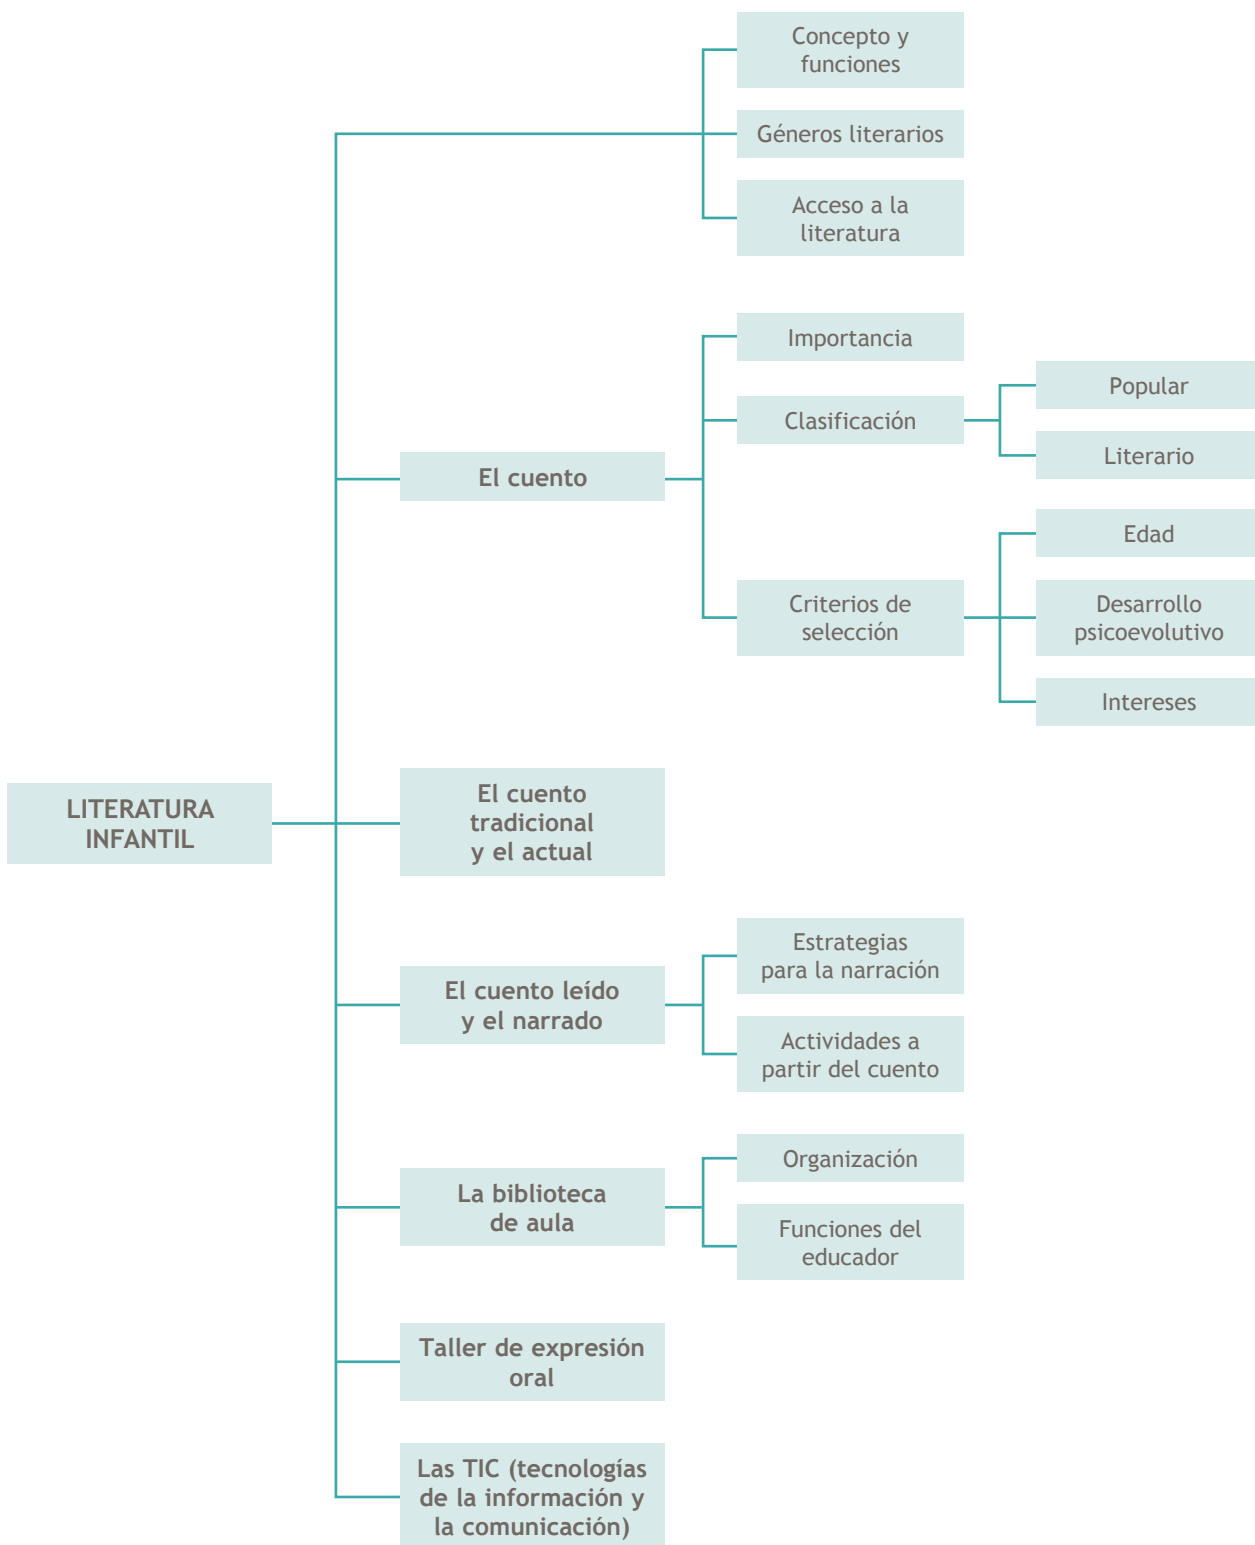 Concepto y
funciones
Géneros literarios
Acceso a la
literatura
Importancia
Clasificación
Popular
Literario
El cuento
Criterios de
selección
Edad
Desarrollo
psicoevolutivo
Intereses
LITERATURA
INFANTIL
El cuento
tradicional
y el actual
El cuento leído
y el narrado
Estrategias
para la narración
Actividades a
partir del cuento
La biblioteca
de aula
Organización
Funciones del
educador
Taller de expresión
oral
Las TIC (tecnologías
de la información y
la comunicación)